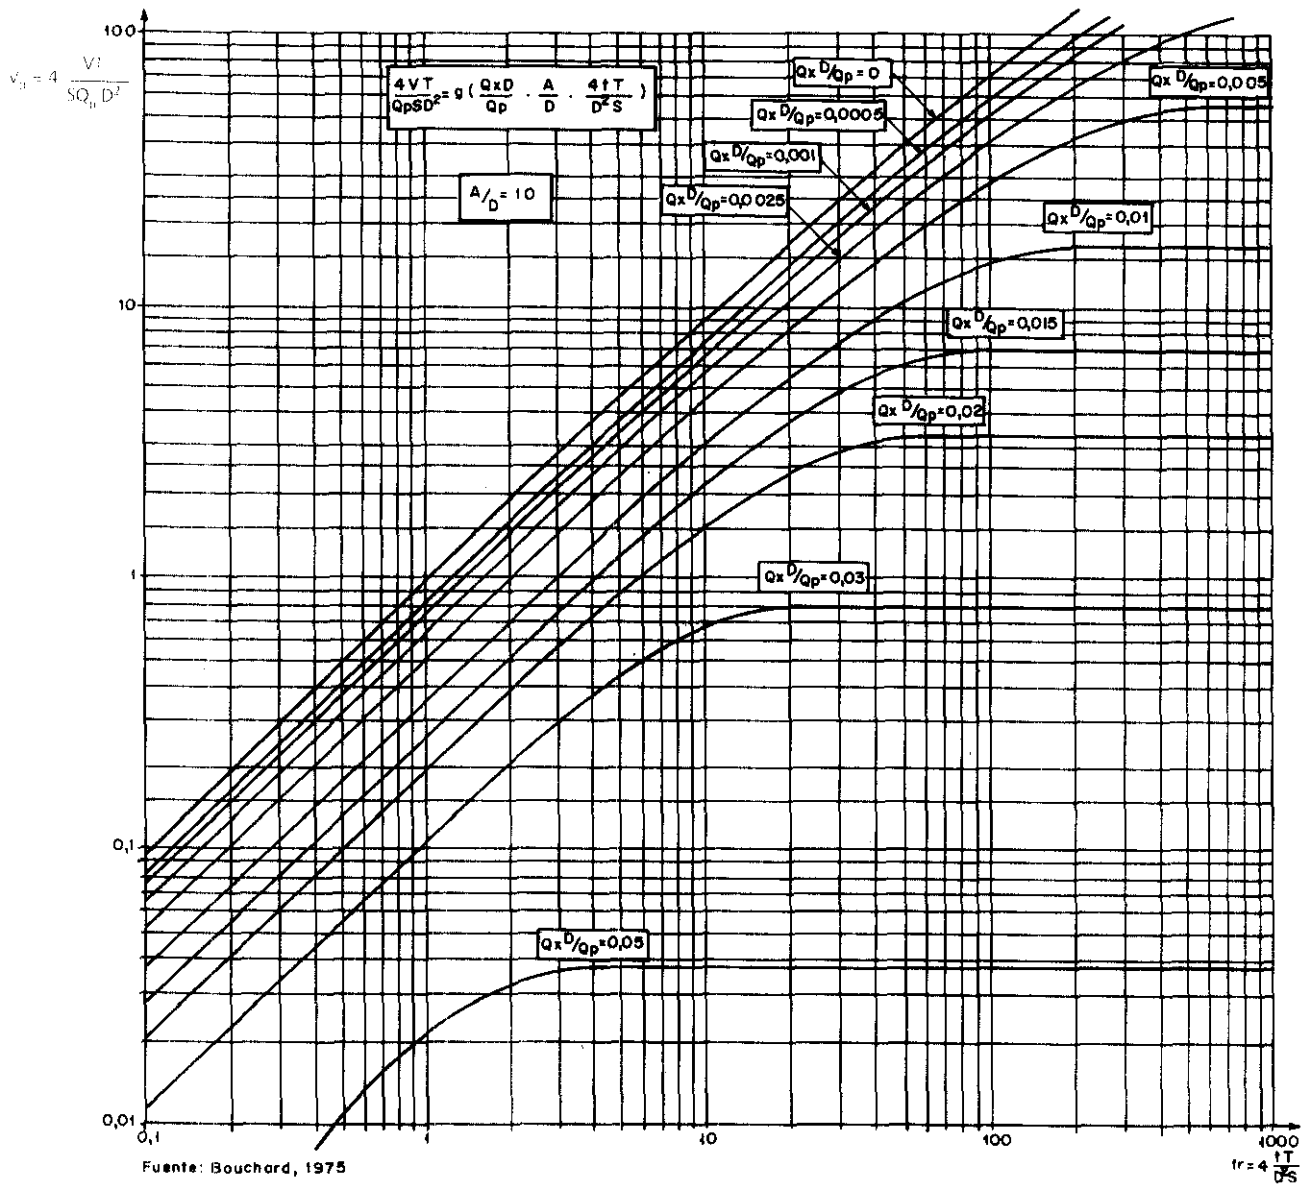 100
v_n = 4 VT / SQ_n D²
4VT / QpSD² = g ( QxD / Qp . A / D . 4tT / D²S )
A/D = 10
Qx D/Qp = 0
Qx D/Qp=0,0005
Qx D/Qp=0,001
Qx D/Qp=0,0025
Qx D/Qp=0,005
Qx D/Qp=0,01
10
Qx D/Qp=0,015
Qx D/Qp=0,02
1
Qx D/Qp=0,03
0,1
Qx D/Qp=0,05
0,01
0,1
1
10
100
1000
Fuente: Bouchard, 1975
tr = 4 tT / D²S